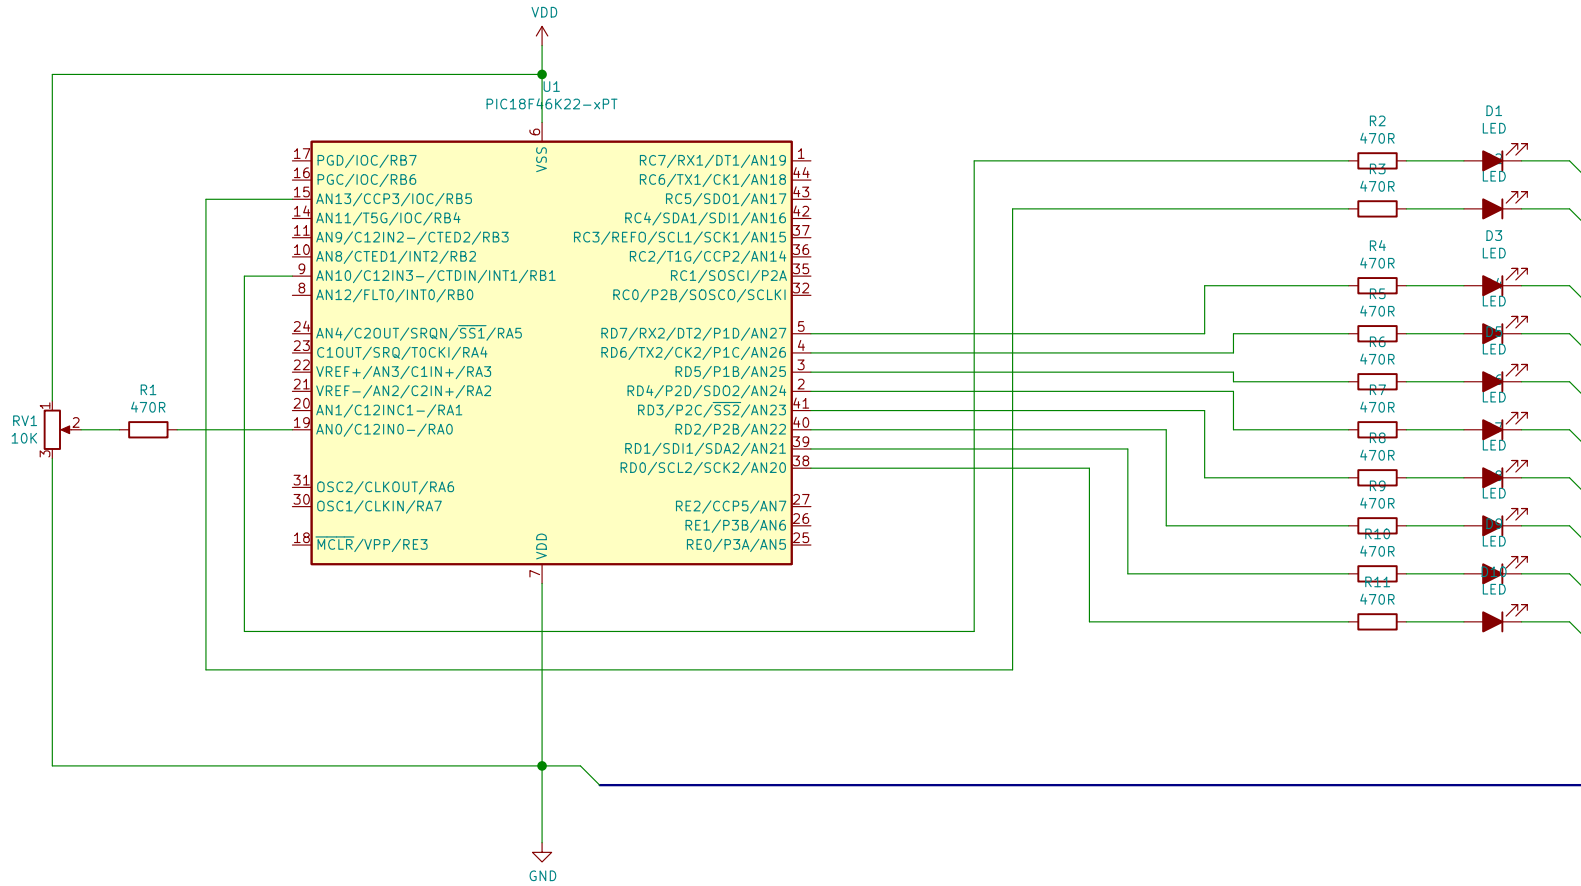 VDD
U1
PIC18F46K22-xPT
6
VSS
17 PGD/IOC/RB7
16 PGC/IOC/RB6
15 AN13/CCP3/IOC/RB5
14 AN11/T5G/IOC/RB4
11 AN9/C12IN2-/CTED2/RB3
10 AN8/CTED1/INT2/RB2
9 AN10/C12IN3-/CTDIN/INT1/RB1
8 AN12/FLT0/INT0/RB0
24 AN4/C2OUT/SRQN/SS1/RA5
23 C1OUT/SRQ/T0CKI/RA4
22 VREF+/AN3/C1IN+/RA3
21 VREF-/AN2/C2IN+/RA2
20 AN1/C12INC1-/RA1
19 AN0/C12IN0-/RA0
31 OSC2/CLKOUT/RA6
30 OSC1/CLKIN/RA7
18 MCLR/VPP/RE3
RC7/RX1/DT1/AN19 1
RC6/TX1/CK1/AN18 44
RC5/SDO1/AN17 43
RC4/SDA1/SDI1/AN16 42
RC3/REFO/SCL1/SCK1/AN15 37
RC2/T1G/CCP2/AN14 36
RC1/SOSCI/P2A 35
RC0/P2B/SOSCO/SCLKI 32
RD7/RX2/DT2/P1D/AN27 5
RD6/TX2/CK2/P1C/AN26 4
RD5/P1B/AN25 3
RD4/P2D/SDO2/AN24 2
RD3/P2C/SS2/AN23 41
RD2/P2B/AN22 40
RD1/SDI1/SDA2/AN21 39
RD0/SCL2/SCK2/AN20 38
RE2/CCP5/AN7 27
RE1/P3B/AN6 26
RE0/P3A/AN5 25
VDD
7
GND
RV1
10K
1
2
3
R1
470R
R2
470R
R3
470R
R4
470R
R5
470R
R6
470R
R7
470R
R8
470R
R9
470R
R10
470R
R11
470R
D1
LED
LED
D3
LED
LED
LED
LED
LED
LED
D9
LED
D10
LED